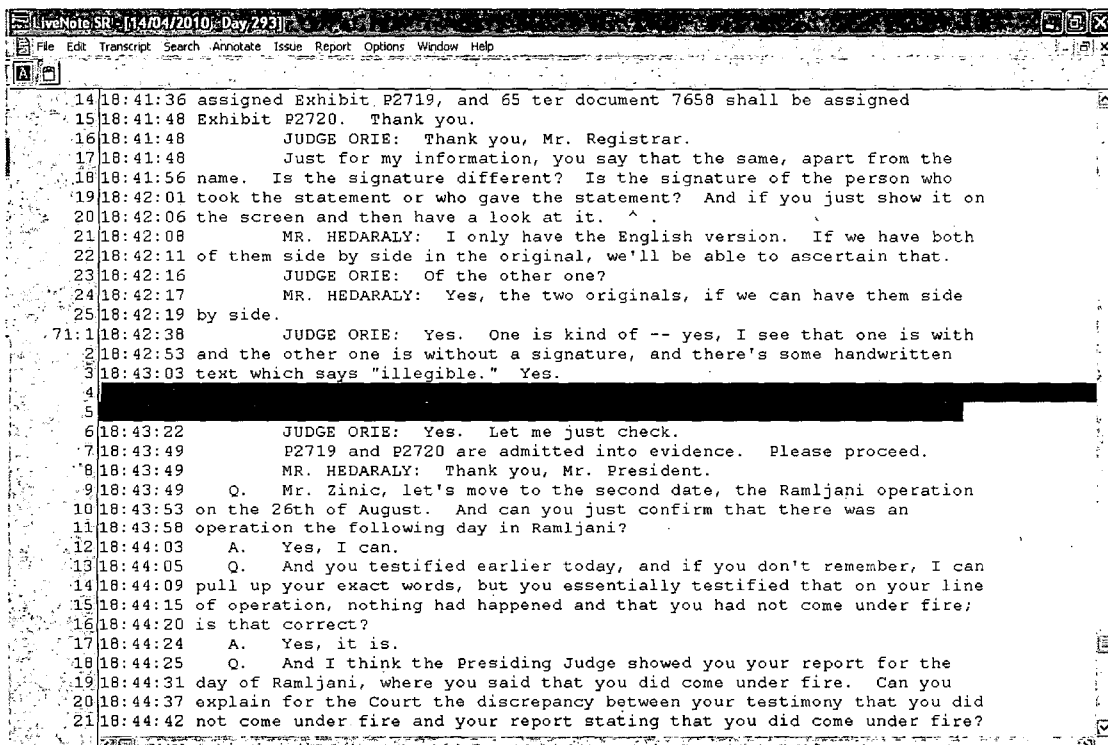 LiveNote SR - [14/04/2010, Day 293]
File Edit Transcript Search Annotate Issue Report Options Window Help
A
14 18:41:36 assigned Exhibit P2719, and 65 ter document 7658 shall be assigned
15 18:41:48 Exhibit P2720. Thank you.
16 18:41:48 JUDGE ORIE: Thank you, Mr. Registrar.
17 18:41:48 Just for my information, you say that the same, apart from the
18 18:41:56 name. Is the signature different? Is the signature of the person who
19 18:42:01 took the statement or who gave the statement? And if you just show it on
20 18:42:06 the screen and then have a look at it. ^ .
21 18:42:08 MR. HEDARALY: I only have the English version. If we have both
22 18:42:11 of them side by side in the original, we'll be able to ascertain that.
23 18:42:16 JUDGE ORIE: Of the other one?
24 18:42:17 MR. HEDARALY: Yes, the two originals, if we can have them side
25 18:42:19 by side.
71:1 18:42:38 JUDGE ORIE: Yes. One is kind of -- yes, I see that one is with
2 18:42:53 and the other one is without a signature, and there's some handwritten
3 18:43:03 text which says "illegible." Yes.
4
5
6 18:43:22 JUDGE ORIE: Yes. Let me just check.
7 18:43:49 P2719 and P2720 are admitted into evidence. Please proceed.
8 18:43:49 MR. HEDARALY: Thank you, Mr. President.
9 18:43:49 Q. Mr. Zinic, let's move to the second date, the Ramljani operation
10 18:43:53 on the 26th of August. And can you just confirm that there was an
11 18:43:58 operation the following day in Ramljani?
12 18:44:03 A. Yes, I can.
13 18:44:05 Q. And you testified earlier today, and if you don't remember, I can
14 18:44:09 pull up your exact words, but you essentially testified that on your line
15 18:44:15 of operation, nothing had happened and that you had not come under fire;
16 18:44:20 is that correct?
17 18:44:24 A. Yes, it is.
18 18:44:25 Q. And I think the Presiding Judge showed you your report for the
19 18:44:31 day of Ramljani, where you said that you did come under fire. Can you
20 18:44:37 explain for the Court the discrepancy between your testimony that you did
21 18:44:42 not come under fire and your report stating that you did come under fire?